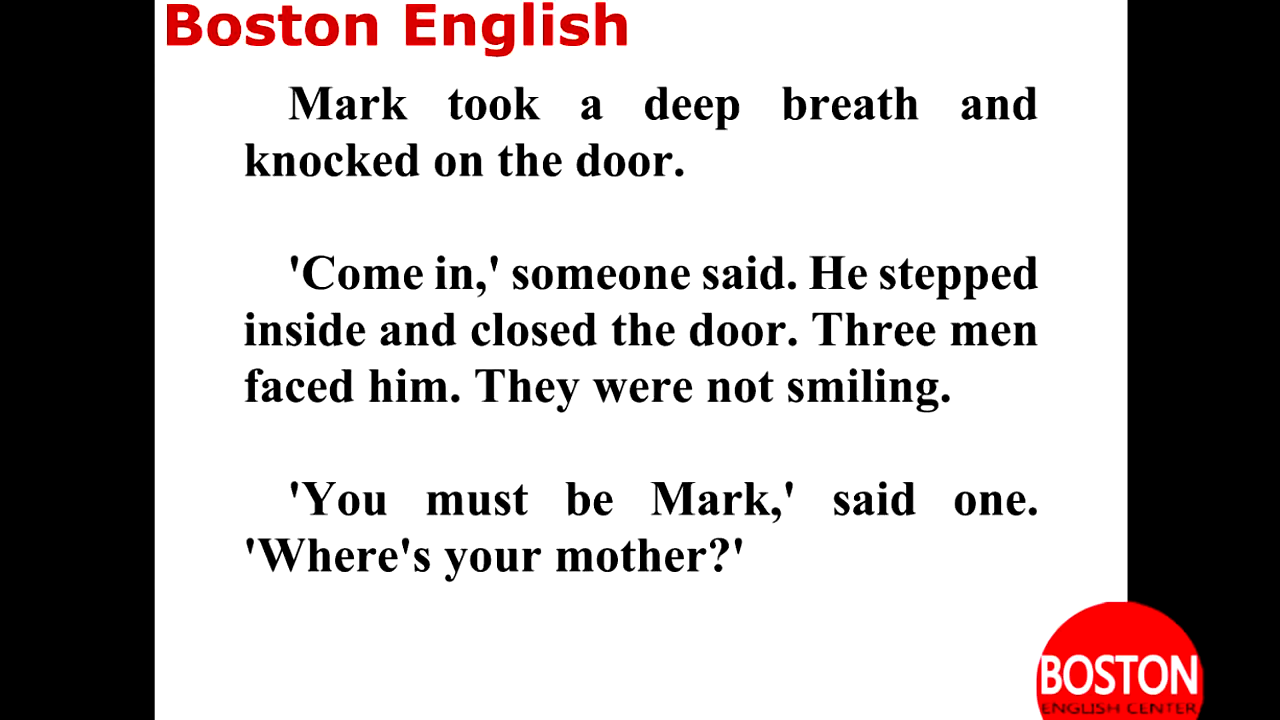 Boston English
Mark took a deep breath and
knocked on the door.
'Come in,' someone said. He stepped
inside and closed the door. Three men
faced him. They were not smiling.
'You must be Mark,' said one.
'Where's your mother?'
BOSTON
ENGLISH CENTER